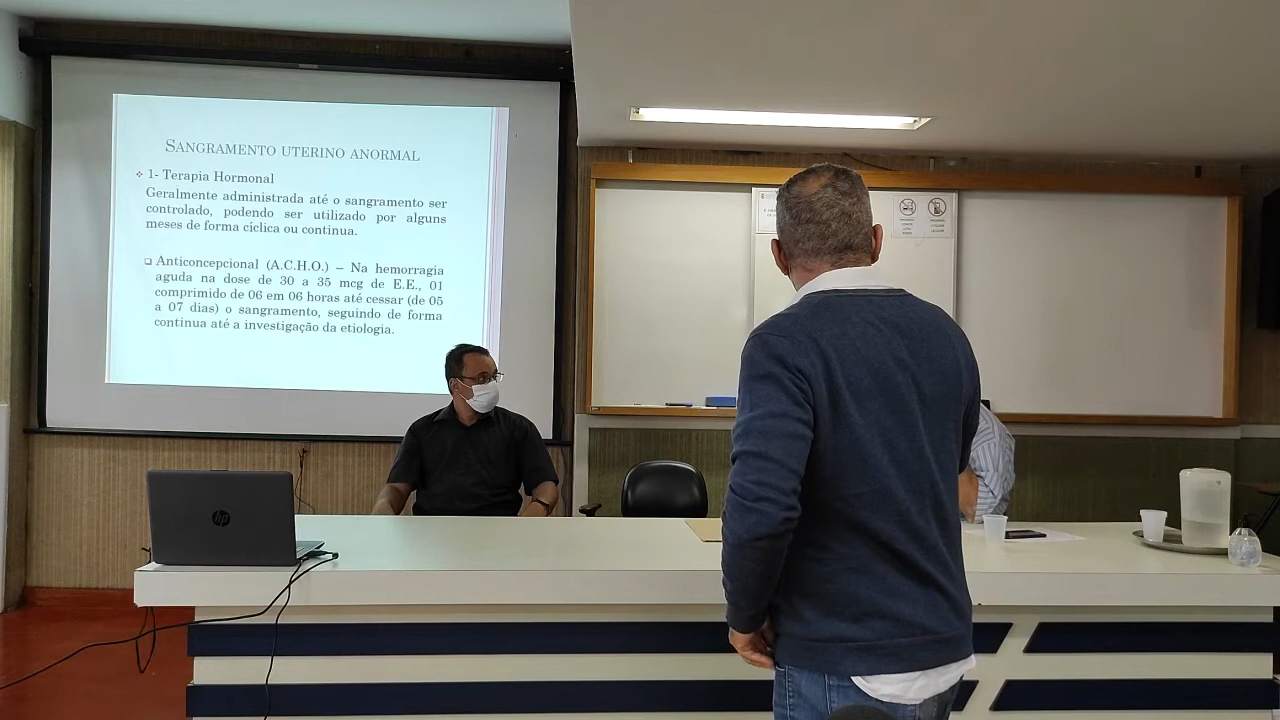 SANGRAMENTO UTERINO ANORMAL
1- Terapia Hormonal
Geralmente administrada até o sangramento ser
controlado, podendo ser utilizado por alguns
meses de forma cíclica ou continua.
Anticoncepcional (A.C.H.O.) – Na hemorragia
aguda na dose de 30 a 35 mcg de E.E., 01
comprimido de 06 em 06 horas até cessar (de 05
a 07 dias) o sangramento, seguindo de forma
continua até a investigação da etiologia.
hp